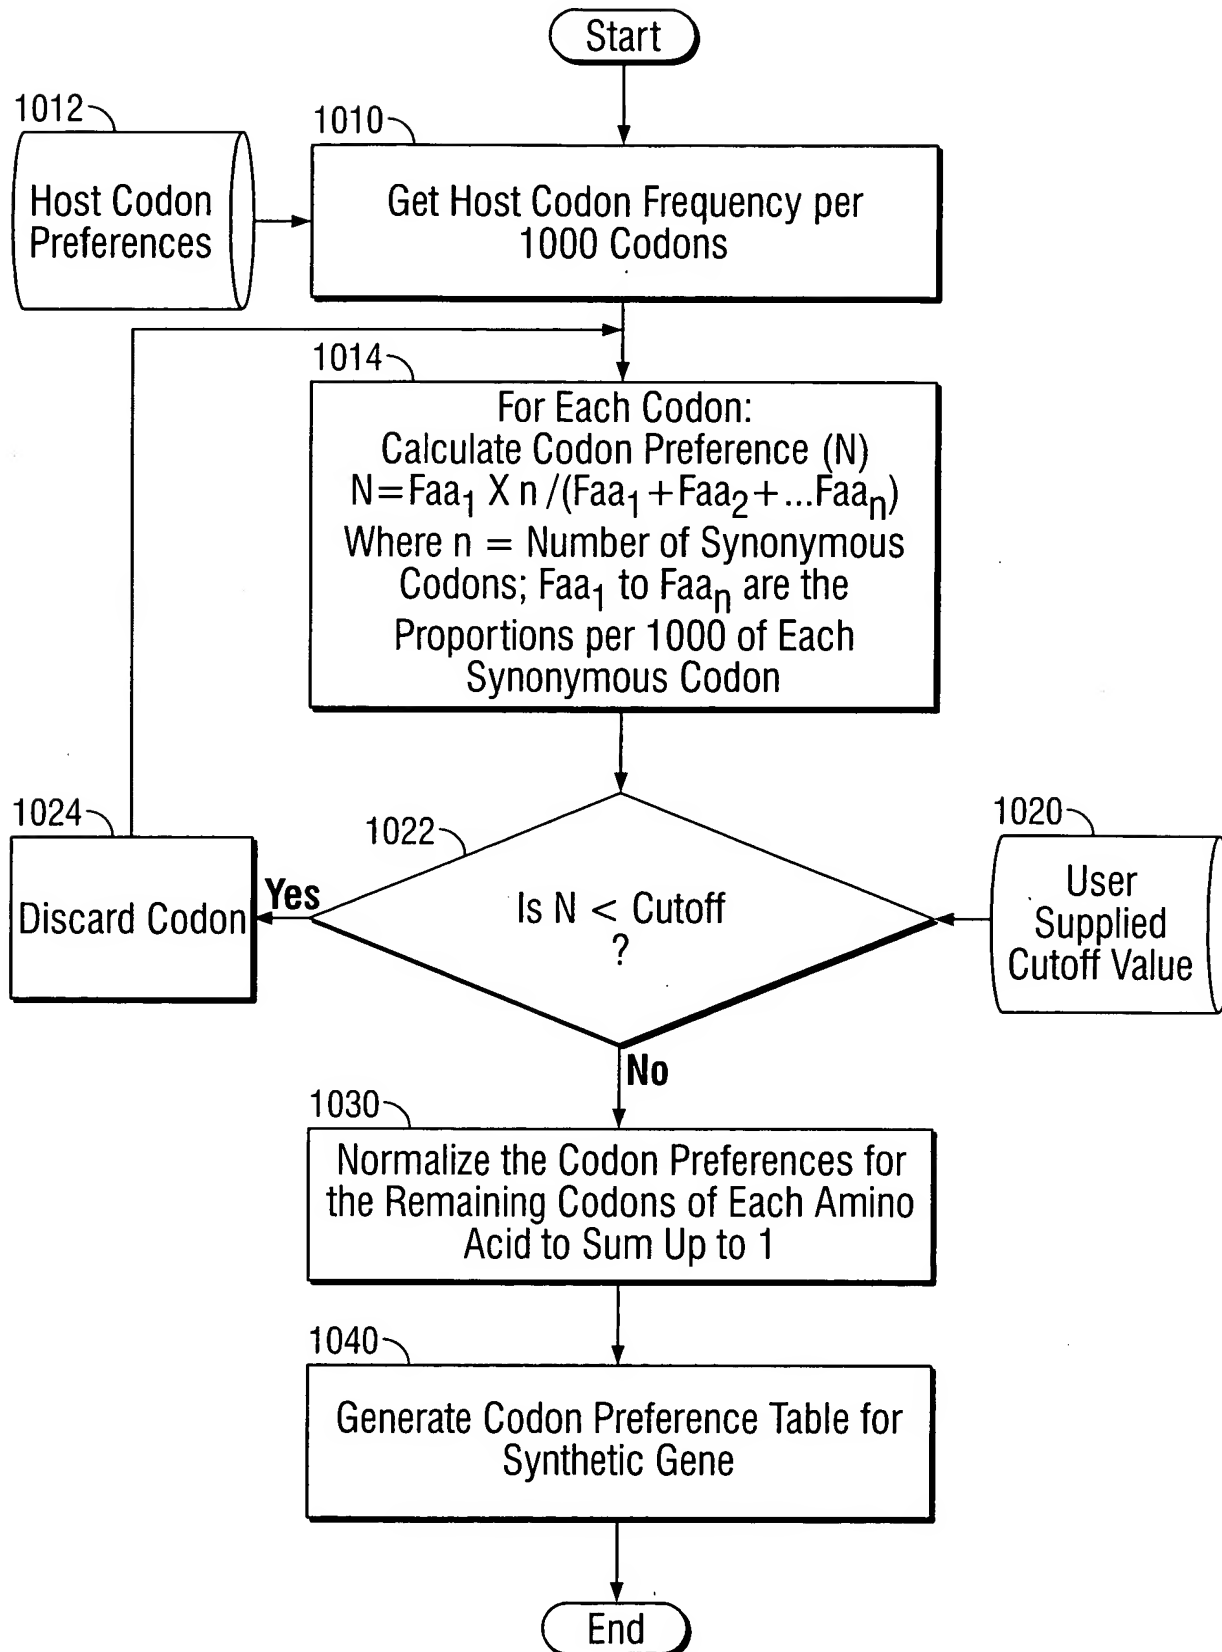 Start
1012
1010
Host Codon
Preferences
Get Host Codon Frequency per
1000 Codons
1014
For Each Codon:
Calculate Codon Preference (N)
N=Faa1 X n /(Faa1+Faa2+...Faan)
Where n = Number of Synonymous
Codons; Faa1 to Faan are the
Proportions per 1000 of Each
Synonymous Codon
1024
1022
1020
Discard Codon
Yes
Is N < Cutoff
?
User
Supplied
Cutoff Value
No
1030
Normalize the Codon Preferences for
the Remaining Codons of Each Amino
Acid to Sum Up to 1
1040
Generate Codon Preference Table for
Synthetic Gene
End